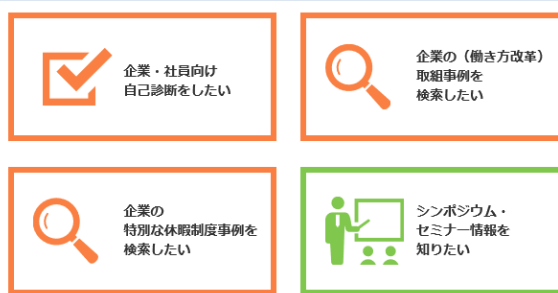 企業・社員向け
自己診断をしたい
企業の（働き方改革）
取組事例を
検索したい
企業の
特別な休暇制度事例を
検索したい
シンポジウム・
セミナー情報を
知りたい